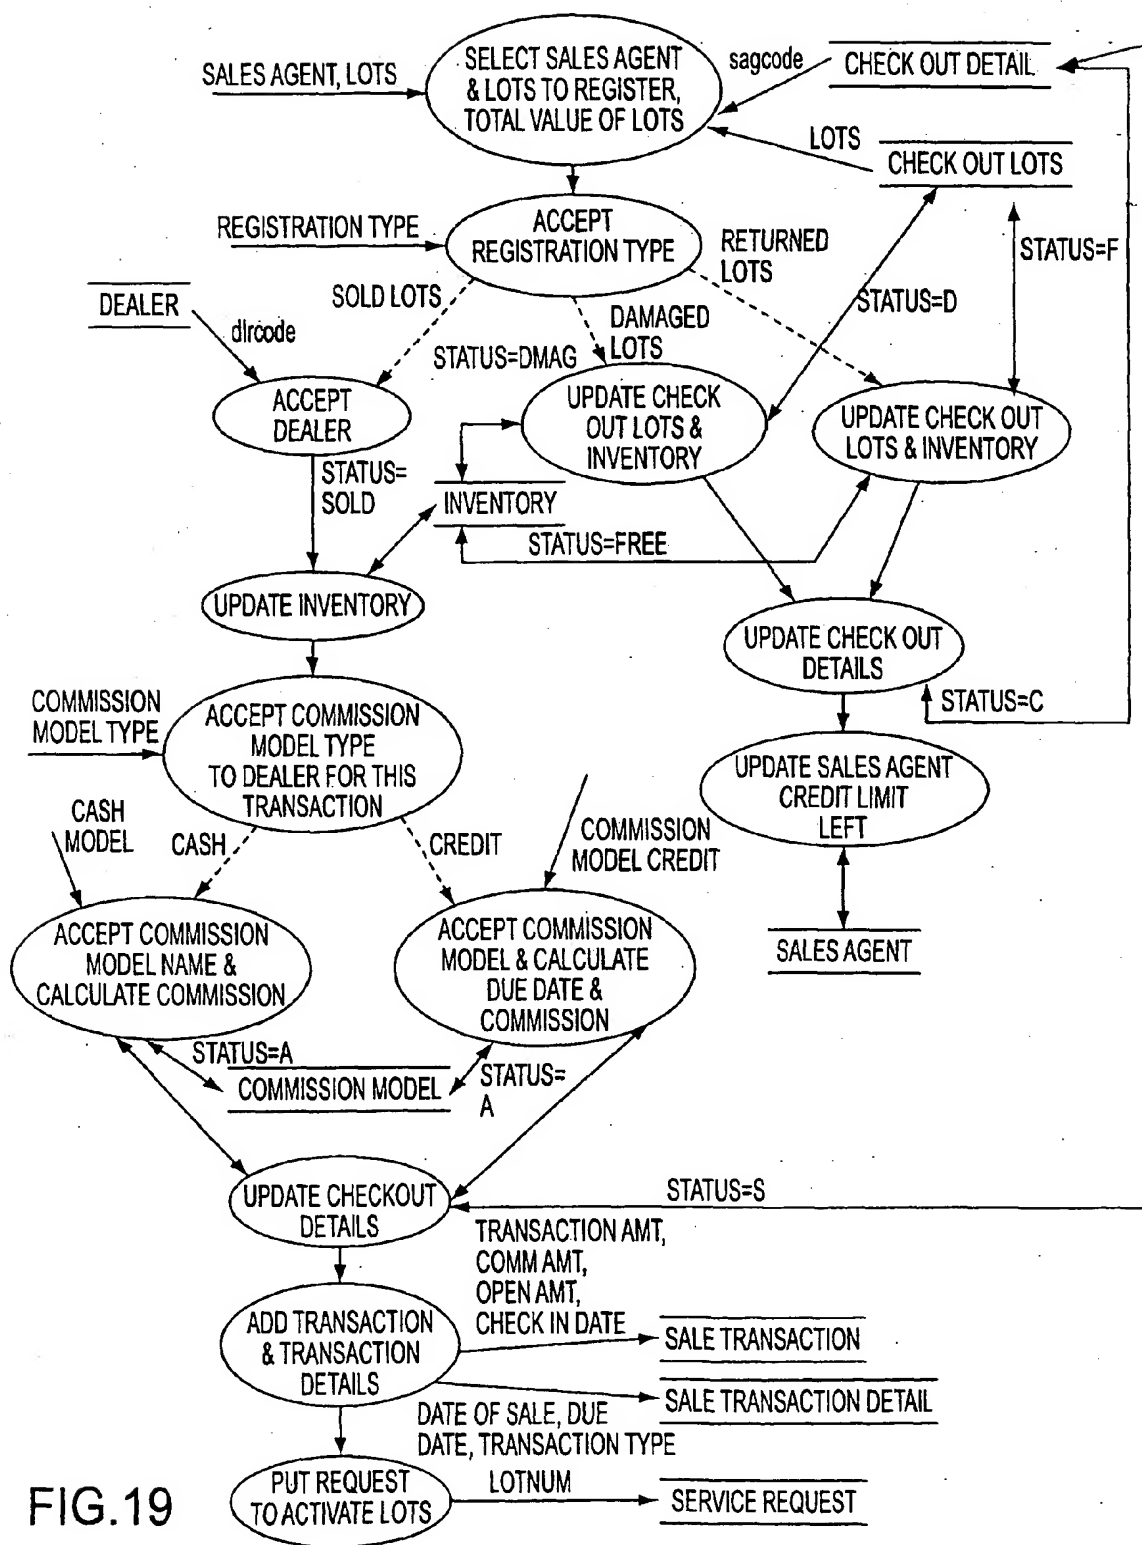 SELECT SALES AGENT
& LOTS TO REGISTER,
TOTAL VALUE OF LOTS
SALES AGENT, LOTS
sagcode
CHECK OUT DETAIL
LOTS
CHECK OUT LOTS
REGISTRATION TYPE
ACCEPT
REGISTRATION TYPE
RETURNED
LOTS
STATUS=F
DEALER
SOLD LOTS
dlrcode
DAMAGED
LOTS
STATUS=D
STATUS=DMAG
ACCEPT
DEALER
UPDATE CHECK
OUT LOTS &
INVENTORY
UPDATE CHECK OUT
LOTS & INVENTORY
STATUS=
SOLD
INVENTORY
STATUS=FREE
UPDATE INVENTORY
UPDATE CHECK OUT
DETAILS
STATUS=C
COMMISSION
MODEL TYPE
ACCEPT COMMISSION
MODEL TYPE
TO DEALER FOR THIS
TRANSACTION
UPDATE SALES AGENT
CREDIT LIMIT
LEFT
CASH
MODEL
CASH
CREDIT
COMMISSION
MODEL CREDIT
ACCEPT COMMISSION
MODEL NAME &
CALCULATE COMMISSION
ACCEPT COMMISSION
MODEL & CALCULATE
DUE DATE &
COMMISSION
SALES AGENT
STATUS=A
COMMISSION MODEL
STATUS=
A
UPDATE CHECKOUT
DETAILS
STATUS=S
TRANSACTION AMT,
COMM AMT,
OPEN AMT,
CHECK IN DATE
ADD TRANSACTION
& TRANSACTION
DETAILS
SALE TRANSACTION
SALE TRANSACTION DETAIL
DATE OF SALE, DUE
DATE, TRANSACTION TYPE
PUT REQUEST
TO ACTIVATE LOTS
LOTNUM
SERVICE REQUEST
FIG.19